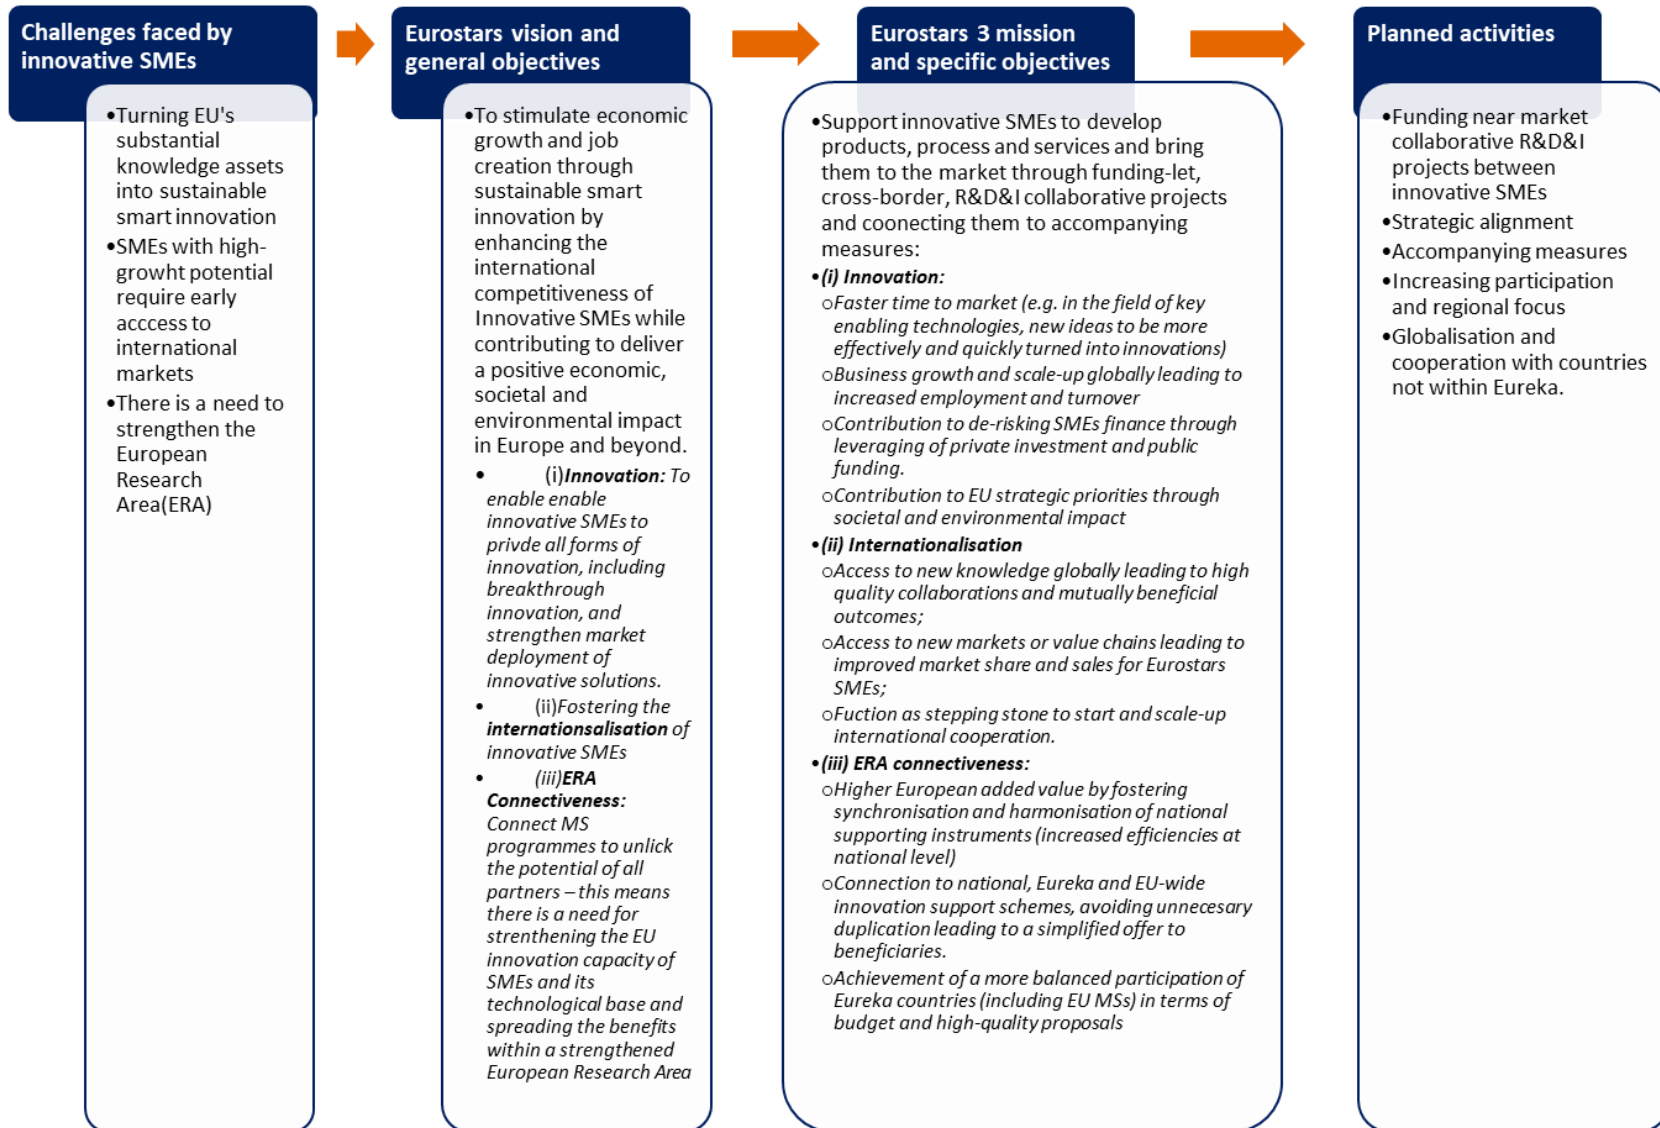 Challenges faced by
innovative SMEs
•Turning EU's
substantial
knowledge assets
into sustainable
smart innovation
•SMEs with high-
growht potential
require early
acccess to
international
markets
•There is a need to
strengthen the
European
Research
Area(ERA)
Eurostars vision and
general objectives
•To stimulate economic
growth and job
creation through
sustainable smart
innovation by
enhancing the
international
competitiveness of
Innovative SMEs while
contributing to deliver
a positive economic,
societal and
environmental impact
in Europe and beyond.
• (i)Innovation: To
enable enable
innovative SMEs to
privde all forms of
innovation, including
breakthrough
innovation, and
strengthen market
deployment of
innovative solutions.
• (ii)Fostering the
internationsalisation of
innovative SMEs
• (iii)ERA
Connectiveness:
Connect MS
programmes to unlick
the potential of all
partners – this means
there is a need for
strenthening the EU
innovation capacity of
SMEs and its
technological base and
spreading the benefits
within a strengthened
European Research Area
Eurostars 3 mission
and specific objectives
•Support innovative SMEs to develop
products, process and services and bring
them to the market through funding-let,
cross-border, R&D&I collaborative projects
and coonecting them to accompanying
measures:
•(i) Innovation:
oFaster time to market (e.g. in the field of key
enabling technologies, new ideas to be more
effectively and quickly turned into innovations)
oBusiness growth and scale-up globally leading to
increased employment and turnover
oContribution to de-risking SMEs finance through
leveraging of private investment and public
funding.
oContribution to EU strategic priorities through
societal and environmental impact
•(ii) Internationalisation
oAccess to new knowledge globally leading to high
quality collaborations and mutually beneficial
outcomes;
oAccess to new markets or value chains leading to
improved market share and sales for Eurostars
SMEs;
oFuction as stepping stone to start and scale-up
international cooperation.
•(iii) ERA connectiveness:
oHigher European added value by fostering
synchronisation and harmonisation of national
supporting instruments (increased efficiencies at
national level)
oConnection to national, Eureka and EU-wide
innovation support schemes, avoiding unnecesary
duplication leading to a simplified offer to
beneficiaries.
oAchievement of a more balanced participation of
Eureka countries (including EU MSs) in terms of
budget and high-quality proposals
Planned activities
•Funding near market
collaborative R&D&I
projects between
innovative SMEs
•Strategic alignment
•Accompanying measures
•Increasing participation
and regional focus
•Globalisation and
cooperation with countries
not within Eureka.